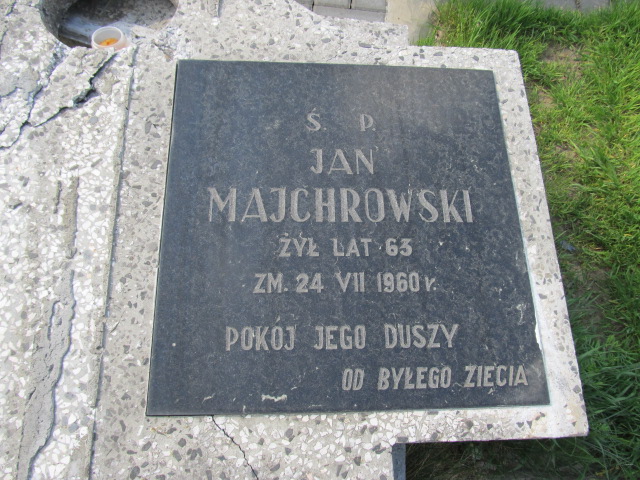 Ś. P.
JAN
MAJCHROWSKI
ŻYŁ LAT 63
ZM. 24 VII 1960 r.
POKÓJ JEGO DUSZY
OD BYŁEGO ZIĘCIA